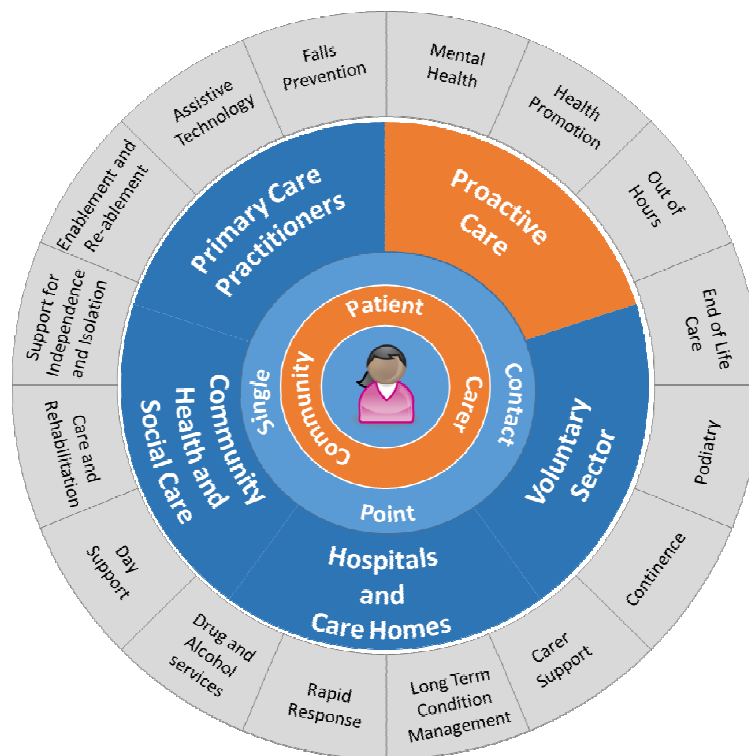 Falls
Prevention
Mental
Health
Health
Promotion
Out of
Hours
End of Life
Care
Podiatry
Continence
Carer
Support
Long Term
Condition
Management
Rapid
Response
Drug and
Alcohol
services
Day
Support
Care and
Rehabilitation
Support for
Independence
and Isolation
Enablement and
Re-ablement
Assistive
Technology
Primary Care
Practitioners
Proactive
Care
Voluntary
Sector
Hospitals
and
Care Homes
Community
Health and
Social Care
Single
Point
Contact
Patient
Carer
Community